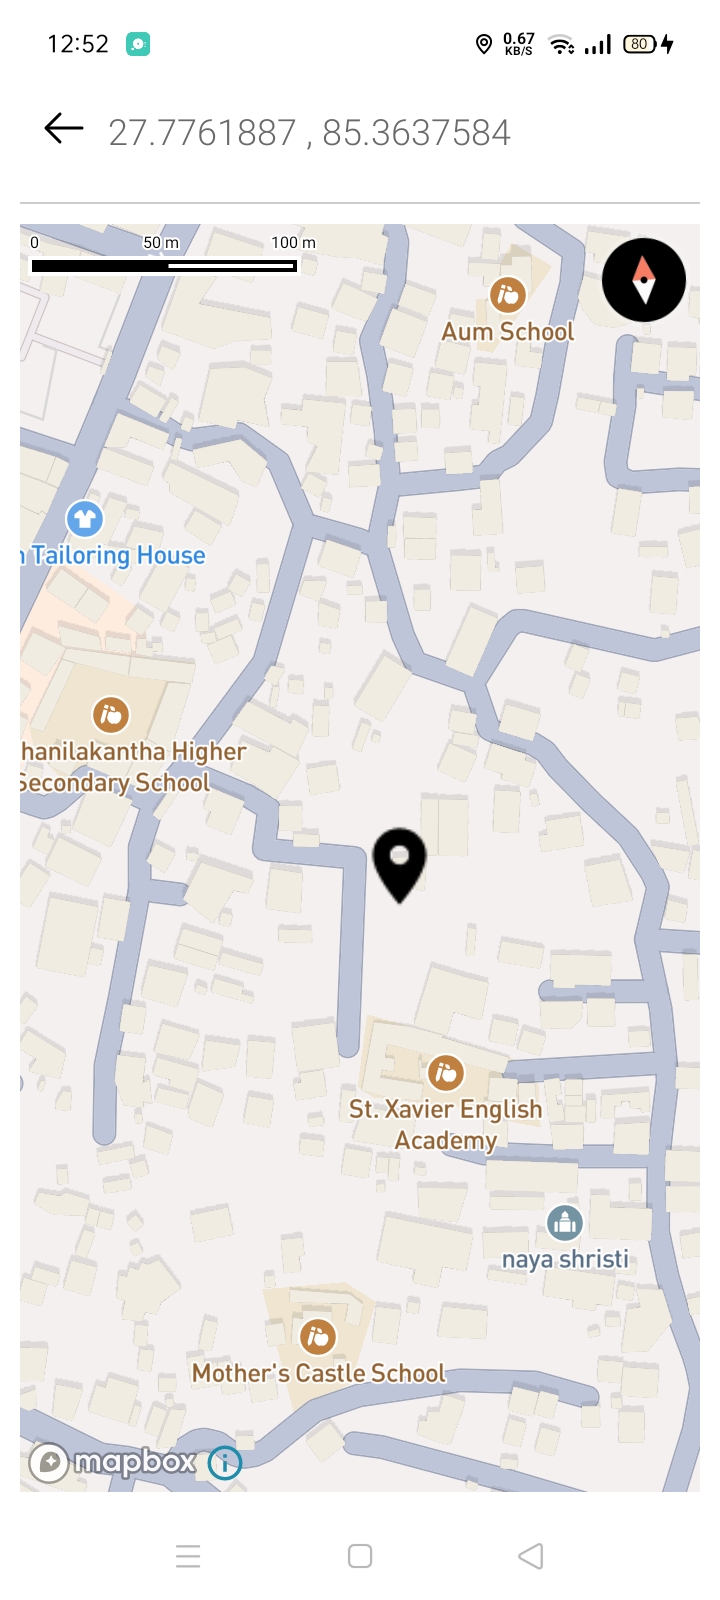 12:52
0.67
KB/S
80
27.7761887 , 85.3637584
0
50 m
100 m
Aum School
Tailoring House
hanilakantha Higher
Secondary School
St. Xavier English
Academy
naya shristi
Mother's Castle School
mapbox
i